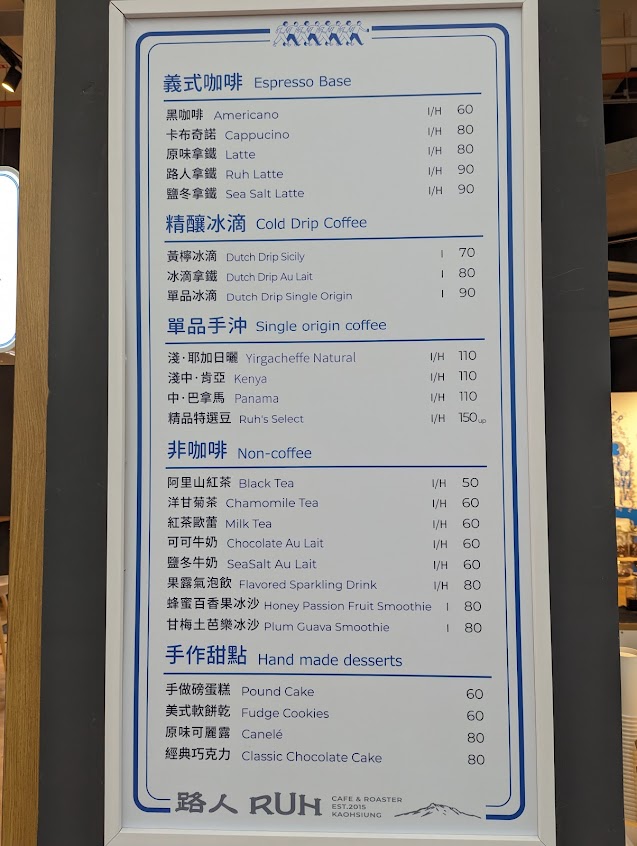 義式咖啡 Espresso Base
黑咖啡 Americano I/H 60
卡布奇諾 Cappucino I/H 80
原味拿鐵 Latte I/H 80
路人拿鐵 Ruh Latte I/H 90
鹽冬拿鐵 Sea Salt Latte I/H 90
精釀冰滴 Cold Drip Coffee
黃檸冰滴 Dutch Drip Sicily I 70
冰滴拿鐵 Dutch Drip Au Lait I 80
單品冰滴 Dutch Drip Single Origin I 90
單品手沖 Single origin coffee
淺·耶加日曬 Yirgacheffe Natural I/H 110
淺中·肯亞 Kenya I/H 110
中·巴拿馬 Panama I/H 110
精品特選豆 Ruh's Select I/H 150up
非咖啡 Non-coffee
阿里山紅茶 Black Tea I/H 50
洋甘菊茶 Chamomile Tea I/H 60
紅茶歐蕾 Milk Tea I/H 60
可可牛奶 Chocolate Au Lait I/H 60
鹽冬牛奶 SeaSalt Au Lait I/H 60
果露氣泡飲 Flavored Sparkling Drink I/H 80
蜂蜜百香果冰沙 Honey Passion Fruit Smoothie I 80
甘梅土芭樂冰沙 Plum Guava Smoothie I 80
手作甜點 Hand made desserts
手做磅蛋糕 Pound Cake 60
美式軟餅乾 Fudge Cookies 60
原味可麗露 Canelé 80
經典巧克力 Classic Chocolate Cake 80
路人 RUH CAFE & ROASTER
EST.2015
KAOHSIUNG